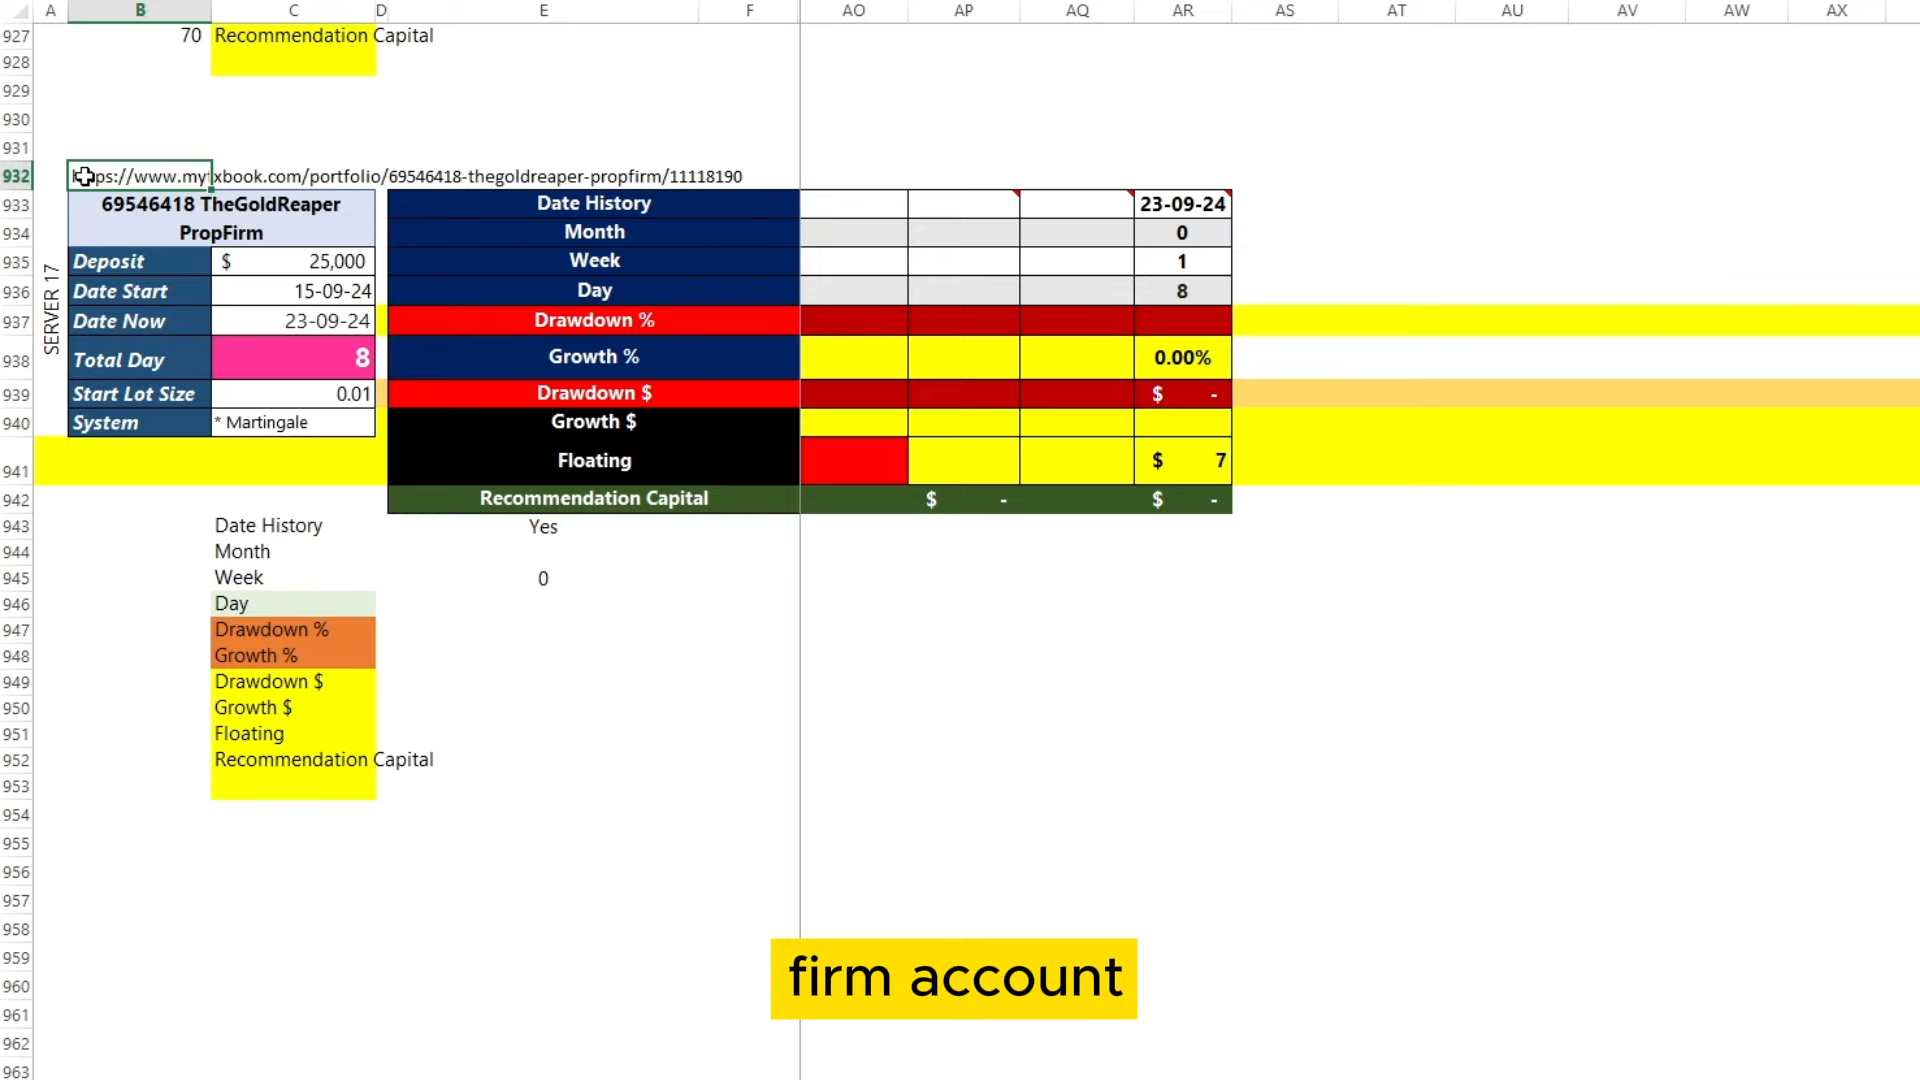 A B C D E F AO AP AQ AR AS AT AU AV AW AX
927 70 Recommendation Capital
928
929
930
931
932 https://www.myfxbook.com/portfolio/69546418-thegoldreaper-propfirm/11118190
933 69546418 TheGoldReaper Date History 23-09-24
934 PropFirm Month 0
935 Deposit $ 25,000 Week 1
936 Date Start 15-09-24 Day 8
937 Date Now 23-09-24 Drawdown %
938 Total Day 8 Growth % 0.00%
939 Start Lot Size 0.01 Drawdown $ $ -
940 System * Martingale Growth $
SERVER 17
941 Floating $ 7
942 Recommendation Capital $ - $ -
943 Date History Yes
944 Month
945 Week 0
946 Day
947 Drawdown %
948 Growth %
949 Drawdown $
950 Growth $
951 Floating
952 Recommendation Capital
953
954
955
956
957
958
959
960
961
962
963
firm account